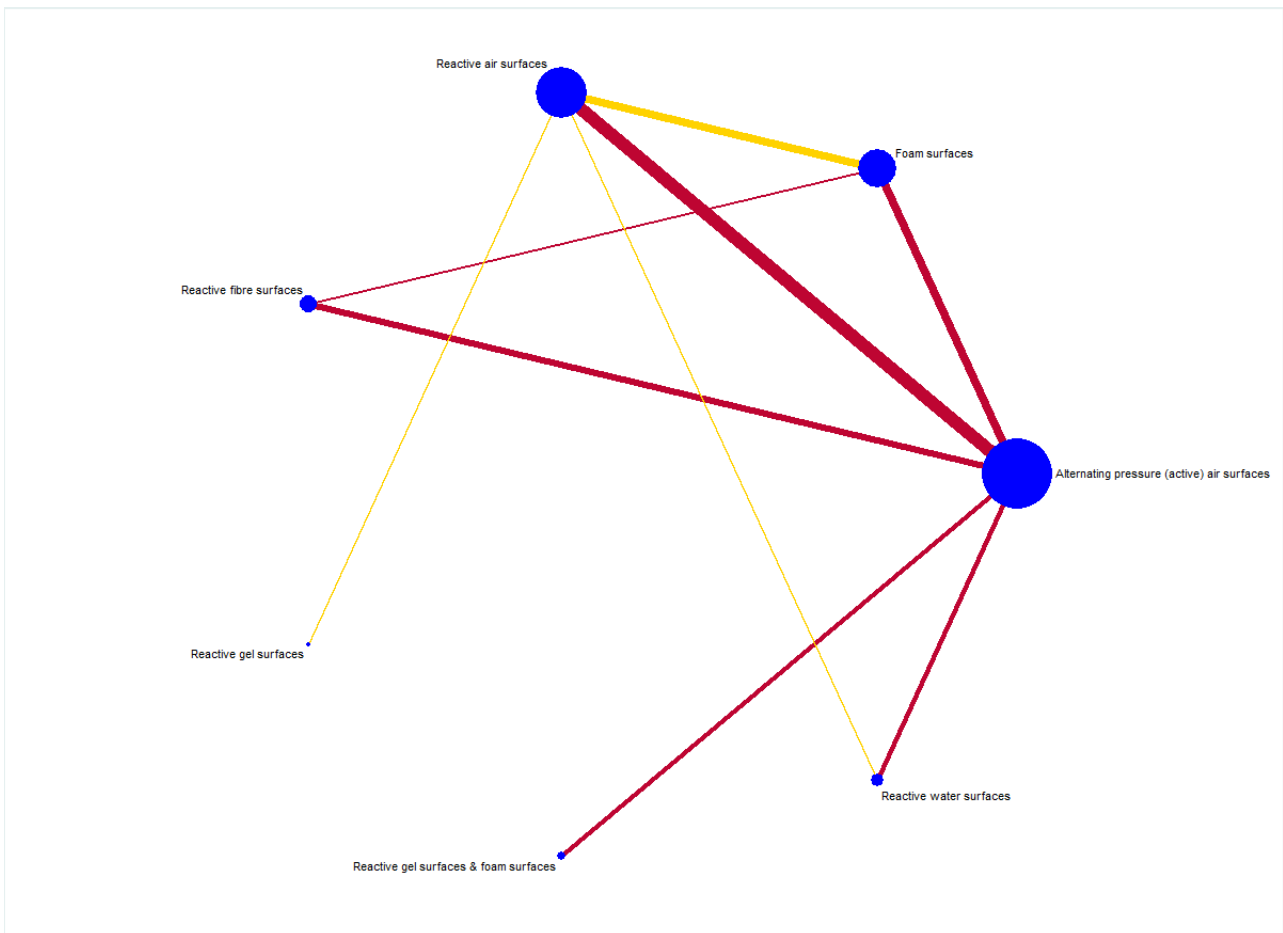 Reactive air surfaces
Foam surfaces
Reactive fibre surfaces
Alternating pressure (active) air surfaces
Reactive gel surfaces
Reactive water surfaces
Reactive gel surfaces & foam surfaces